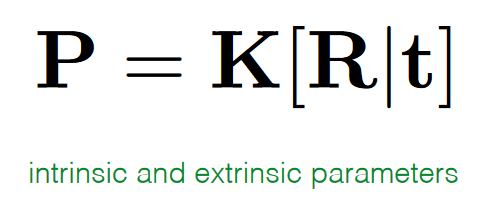 P = K[R|t]
intrinsic and extrinsic parameters